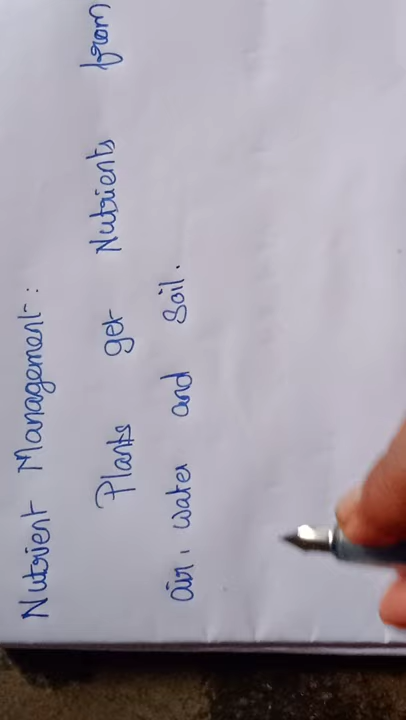 Nutrient Management:
Plants get Nutrients from
air, water and Soil.